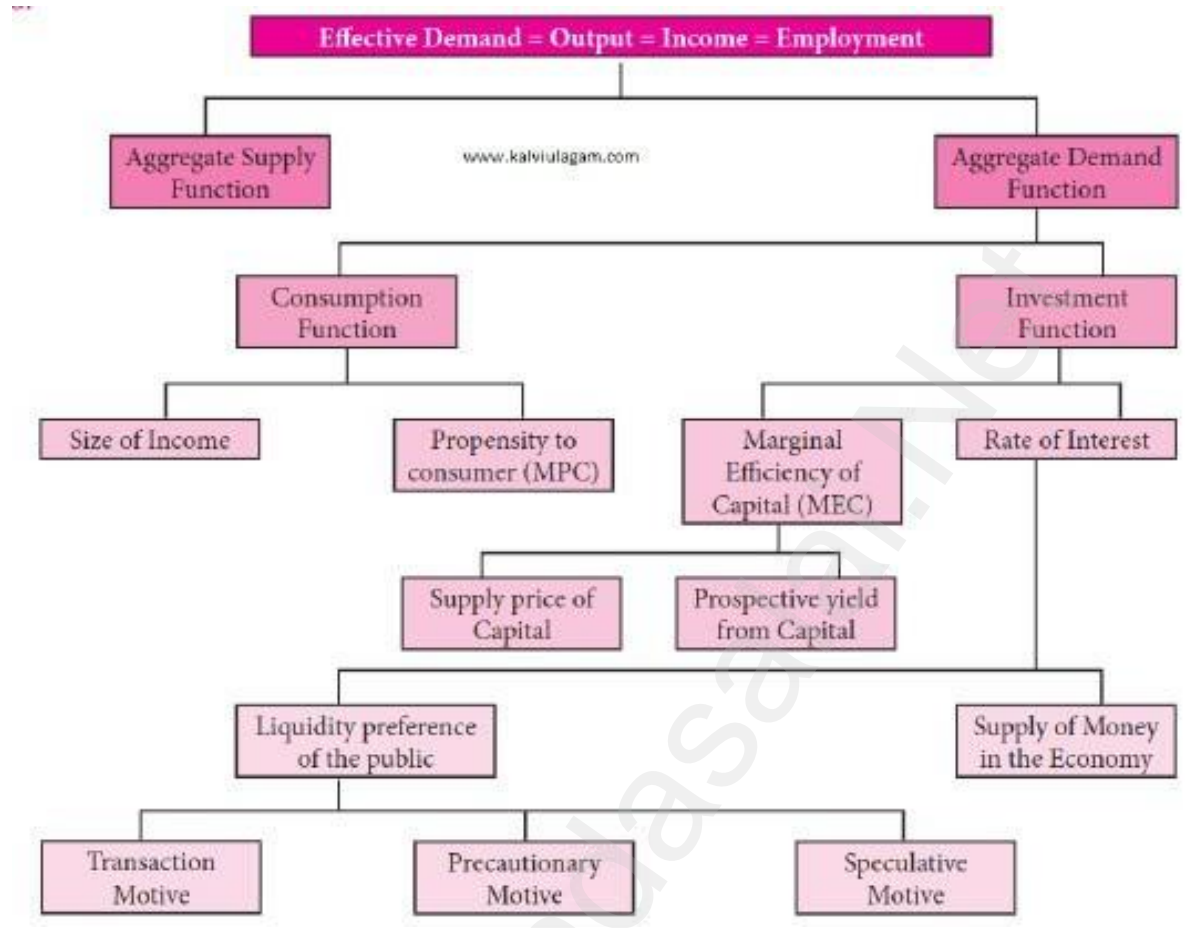 Effective Demand = Output = Income = Employment
Aggregate Supply
Function
www.kalviulagam.com
Aggregate Demand
Function
Consumption
Function
Investment
Function
Size of Income
Propensity to
consumer (MPC)
Marginal
Efficiency of
Capital (MEC)
Rate of Interest
Supply price of
Capital
Prospective yield
from Capital
Liquidity preference
of the public
Supply of Money
in the Economy
Transaction
Motive
Precautionary
Motive
Speculative
Motive